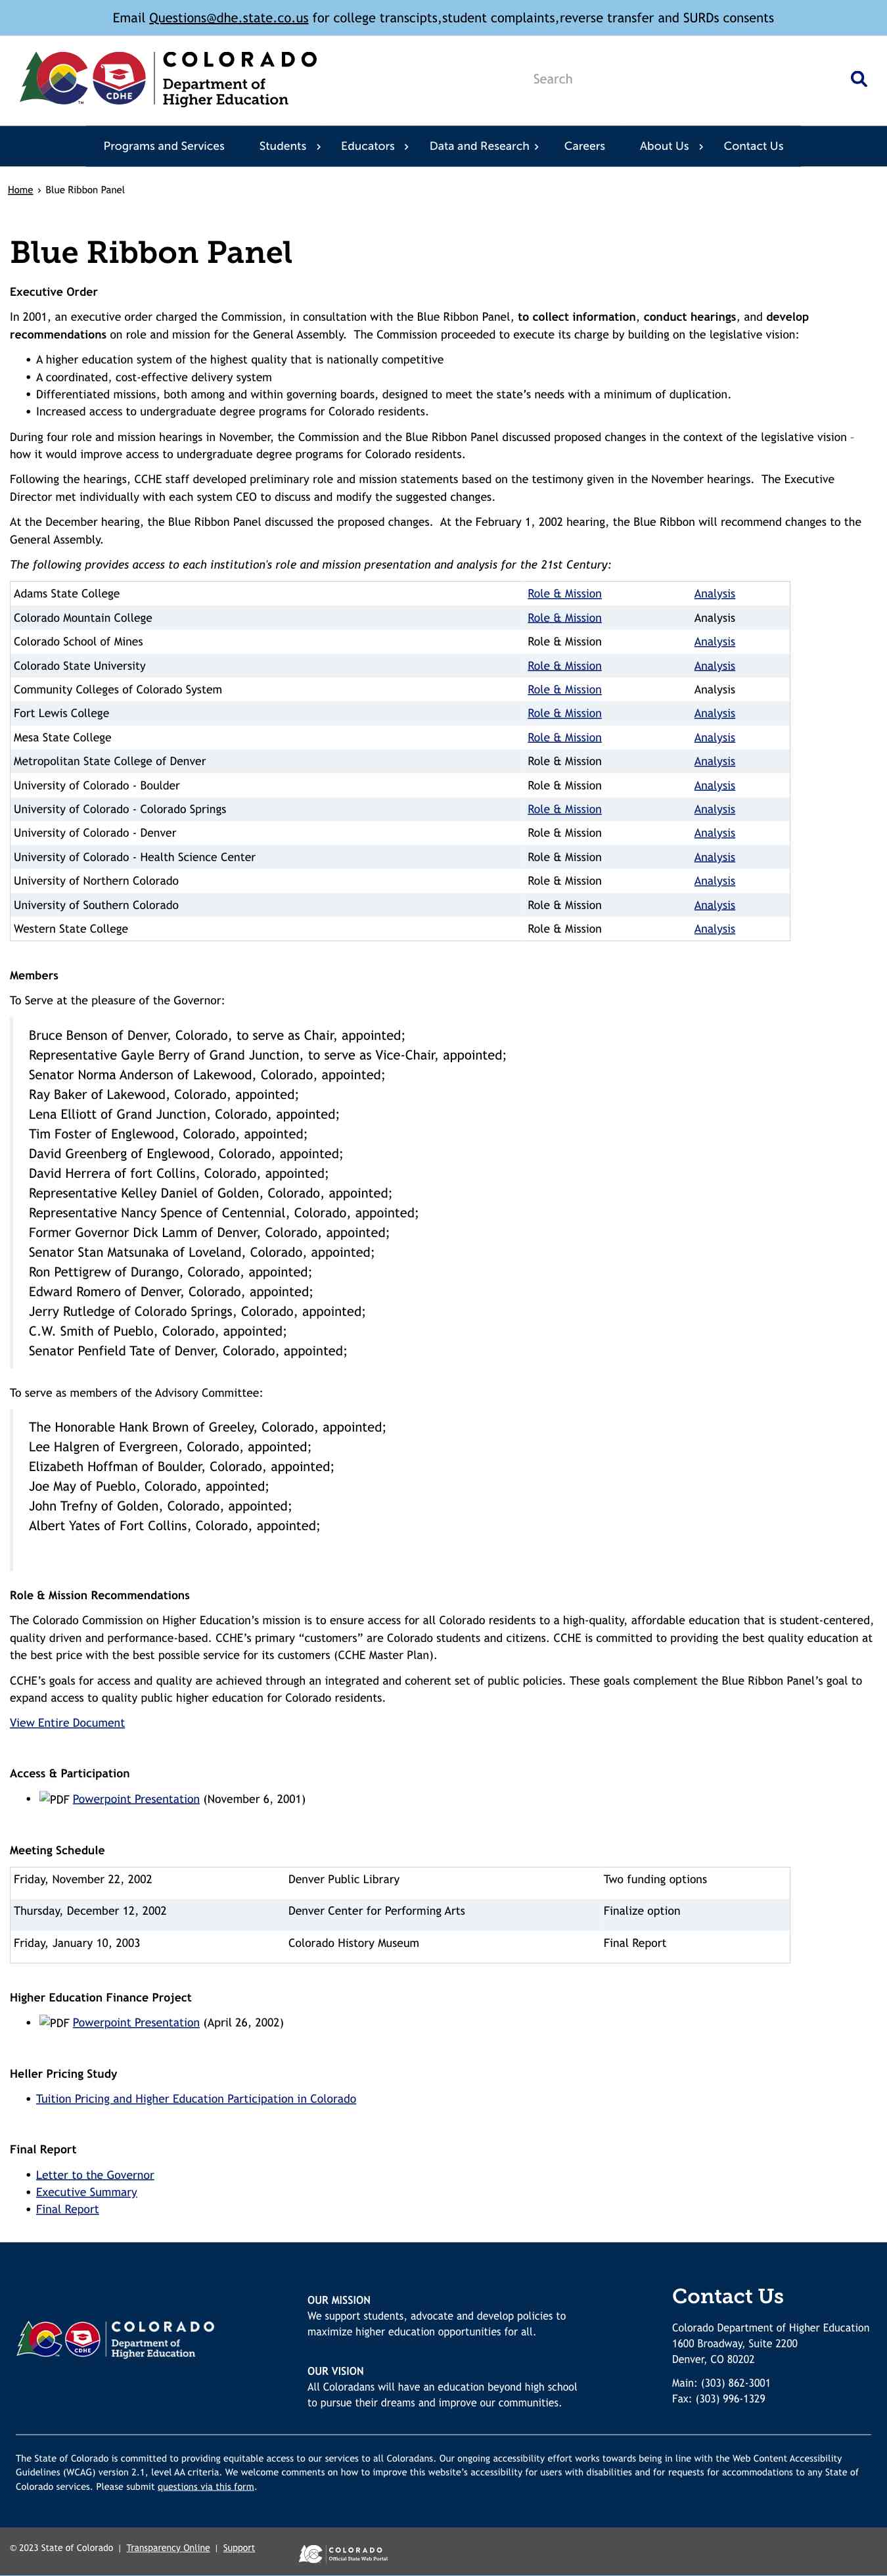 Email Questions@dhe.state.co.us for college transcipts,student complaints,reverse transfer and SURDs consents
CDHE
COLORADO
Department of
Higher Education
Search
Programs and Services Students Educators Data and Research Careers About Us Contact Us
Home › Blue Ribbon Panel
Blue Ribbon Panel
Executive Order
In 2001, an executive order charged the Commission, in consultation with the Blue Ribbon Panel, to collect information, conduct hearings, and develop
recommendations on role and mission for the General Assembly. The Commission proceeded to execute its charge by building on the legislative vision:
• A higher education system of the highest quality that is nationally competitive
• A coordinated, cost-effective delivery system
• Differentiated missions, both among and within governing boards, designed to meet the state’s needs with a minimum of duplication.
• Increased access to undergraduate degree programs for Colorado residents.
During four role and mission hearings in November, the Commission and the Blue Ribbon Panel discussed proposed changes in the context of the legislative vision –
how it would improve access to undergraduate degree programs for Colorado residents.
Following the hearings, CCHE staff developed preliminary role and mission statements based on the testimony given in the November hearings. The Executive
Director met individually with each system CEO to discuss and modify the suggested changes.
At the December hearing, the Blue Ribbon Panel discussed the proposed changes. At the February 1, 2002 hearing, the Blue Ribbon will recommend changes to the
General Assembly.
The following provides access to each institution's role and mission presentation and analysis for the 21st Century:
Adams State College Role & Mission Analysis
Colorado Mountain College Role & Mission Analysis
Colorado School of Mines Role & Mission Analysis
Colorado State University Role & Mission Analysis
Community Colleges of Colorado System Role & Mission Analysis
Fort Lewis College Role & Mission Analysis
Mesa State College Role & Mission Analysis
Metropolitan State College of Denver Role & Mission Analysis
University of Colorado - Boulder Role & Mission Analysis
University of Colorado - Colorado Springs Role & Mission Analysis
University of Colorado - Denver Role & Mission Analysis
University of Colorado - Health Science Center Role & Mission Analysis
University of Northern Colorado Role & Mission Analysis
University of Southern Colorado Role & Mission Analysis
Western State College Role & Mission Analysis
Members
To Serve at the pleasure of the Governor:
Bruce Benson of Denver, Colorado, to serve as Chair, appointed;
Representative Gayle Berry of Grand Junction, to serve as Vice-Chair, appointed;
Senator Norma Anderson of Lakewood, Colorado, appointed;
Ray Baker of Lakewood, Colorado, appointed;
Lena Elliott of Grand Junction, Colorado, appointed;
Tim Foster of Englewood, Colorado, appointed;
David Greenberg of Englewood, Colorado, appointed;
David Herrera of fort Collins, Colorado, appointed;
Representative Kelley Daniel of Golden, Colorado, appointed;
Representative Nancy Spence of Centennial, Colorado, appointed;
Former Governor Dick Lamm of Denver, Colorado, appointed;
Senator Stan Matsunaka of Loveland, Colorado, appointed;
Ron Pettigrew of Durango, Colorado, appointed;
Edward Romero of Denver, Colorado, appointed;
Jerry Rutledge of Colorado Springs, Colorado, appointed;
C.W. Smith of Pueblo, Colorado, appointed;
Senator Penfield Tate of Denver, Colorado, appointed;
To serve as members of the Advisory Committee:
The Honorable Hank Brown of Greeley, Colorado, appointed;
Lee Halgren of Evergreen, Colorado, appointed;
Elizabeth Hoffman of Boulder, Colorado, appointed;
Joe May of Pueblo, Colorado, appointed;
John Trefny of Golden, Colorado, appointed;
Albert Yates of Fort Collins, Colorado, appointed;
Role & Mission Recommendations
The Colorado Commission on Higher Education’s mission is to ensure access for all Colorado residents to a high-quality, affordable education that is student-centered,
quality driven and performance-based. CCHE’s primary “customers” are Colorado students and citizens. CCHE is committed to providing the best quality education at
the best price with the best possible service for its customers (CCHE Master Plan).
CCHE’s goals for access and quality are achieved through an integrated and coherent set of public policies. These goals complement the Blue Ribbon Panel’s goal to
expand access to quality public higher education for Colorado residents.
View Entire Document
Access & Participation
• PDF Powerpoint Presentation (November 6, 2001)
Meeting Schedule
Friday, November 22, 2002 Denver Public Library Two funding options
Thursday, December 12, 2002 Denver Center for Performing Arts Finalize option
Friday, January 10, 2003 Colorado History Museum Final Report
Higher Education Finance Project
• PDF Powerpoint Presentation (April 26, 2002)
Heller Pricing Study
• Tuition Pricing and Higher Education Participation in Colorado
Final Report
• Letter to the Governor
• Executive Summary
• Final Report
CDHE
COLORADO
Department of
Higher Education
OUR MISSION
We support students, advocate and develop policies to
maximize higher education opportunities for all.
OUR VISION
All Coloradans will have an education beyond high school
to pursue their dreams and improve our communities.
Contact Us
Colorado Department of Higher Education
1600 Broadway, Suite 2200
Denver, CO 80202
Main: (303) 862-3001
Fax: (303) 996-1329
The State of Colorado is committed to providing equitable access to our services to all Coloradans. Our ongoing accessibility effort works towards being in line with the Web Content Accessibility
Guidelines (WCAG) version 2.1, level AA criteria. We welcome comments on how to improve this website’s accessibility for users with disabilities and for requests for accommodations to any State of
Colorado services. Please submit questions via this form.
© 2023 State of Colorado | Transparency Online | Support
COLORADO
Official State Web Portal